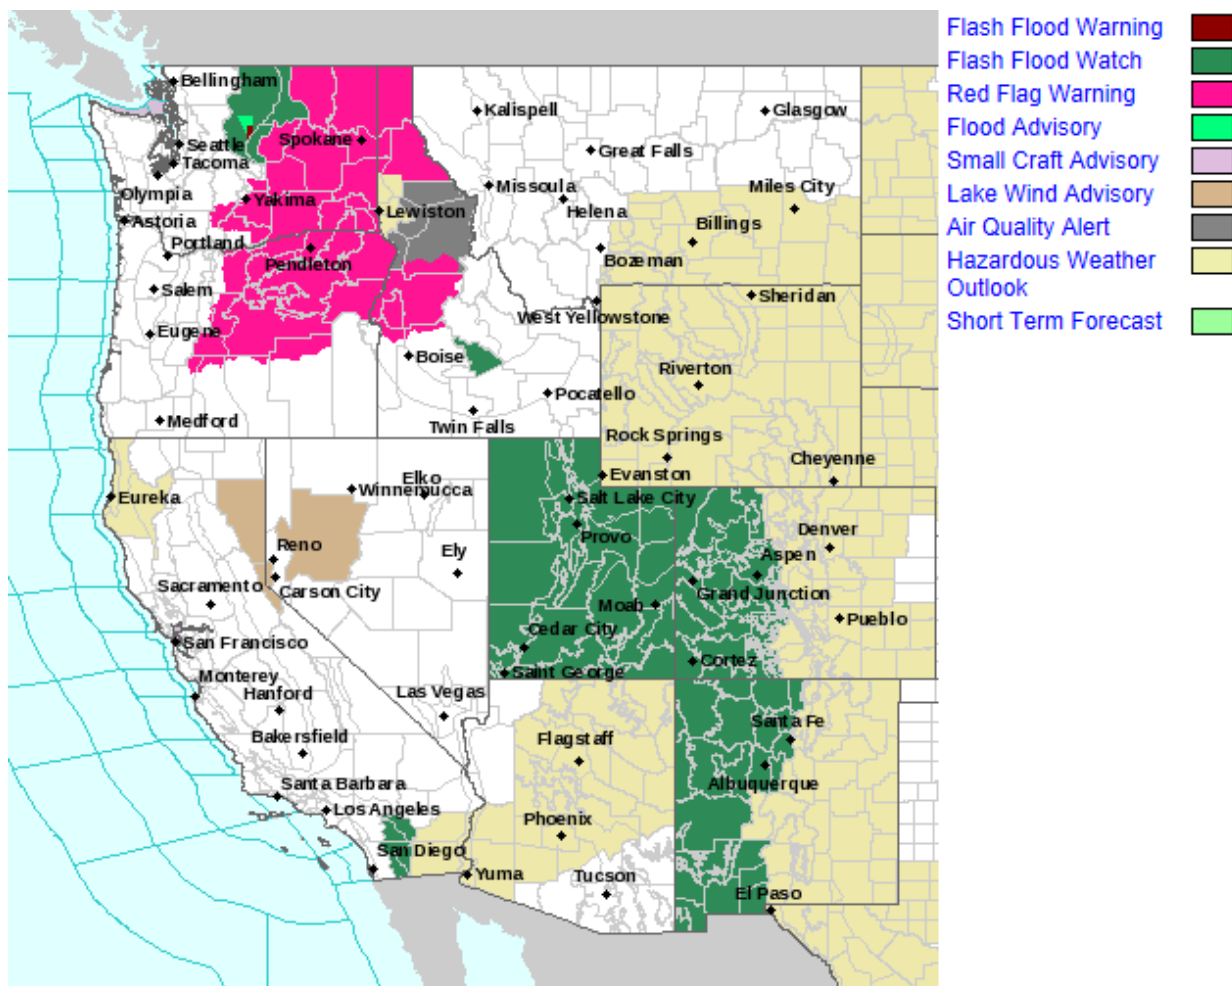 Flash Flood Warning
Flash Flood Watch
Red Flag Warning
Flood Advisory
Small Craft Advisory
Lake Wind Advisory
Air Quality Alert
Hazardous Weather
Outlook
Short Term Forecast
Bellingham
Kalispell
Glasgow
Seattle
Spokane
Great Falls
Tacoma
Olympia
Missoula
Miles City
Yakima
Lewiston
Helena
Astoria
Billings
Portland
Pendleton
Bozeman
Salem
Sheridan
Eugene
West Yellowstone
Boise
Riverton
Pocatello
Medford
Twin Falls
Rock Springs
Cheyenne
Evanston
Elko
Winnemucca
Eureka
Salt Lake City
Provo
Denver
Reno
Ely
Aspen
Sacramento
Carson City
Grand Junction
Moab
Pueblo
Cedar City
San Francisco
Cortez
Saint George
Monterey
Hanford
Las Vegas
Santa Fe
Bakersfield
Flagstaff
Albuquerque
Santa Barbara
Los Angeles
Phoenix
San Diego
Yuma
Tucson
El Paso